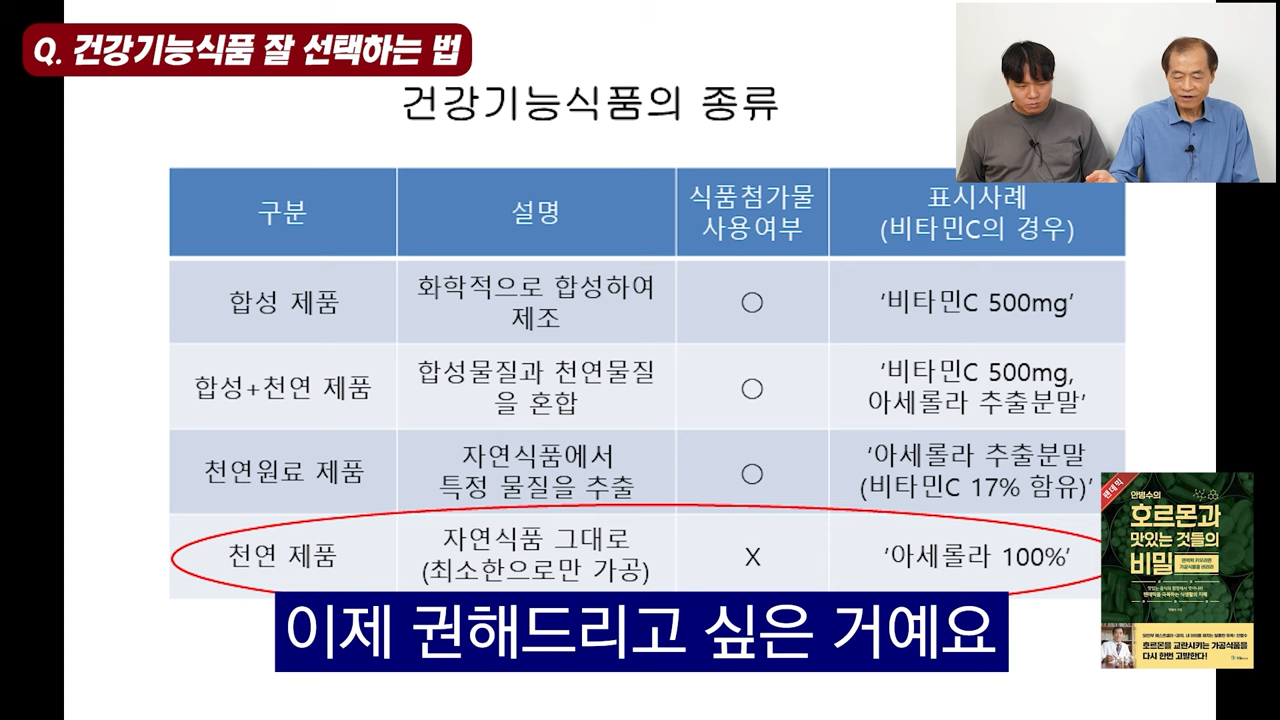 Q. 건강기능식품 잘 선택하는 법
건강기능식품의 종류
구분
설명
식품첨가물
사용여부
표시사례
(비타민C의 경우)
합성 제품
화학적으로 합성하여
제조
○
'비타민C 500mg'
합성+천연 제품
합성물질과 천연물질
을 혼합
○
'비타민C 500mg,
아세롤라 추출분말'
천연원료 제품
자연식품에서
특정 물질을 추출
○
'아세롤라 추출분말
(비타민C 17% 함유)'
천연 제품
자연식품 그대로
(최소한으로만 가공)
X
'아세롤라 100%'
이제 권해드리고 싶은 거예요
팬데믹
안병수의
호르몬과
맛있는 것들의
비밀
호르몬을 교란시키는 가공식품을
다시 한번 고발한다!